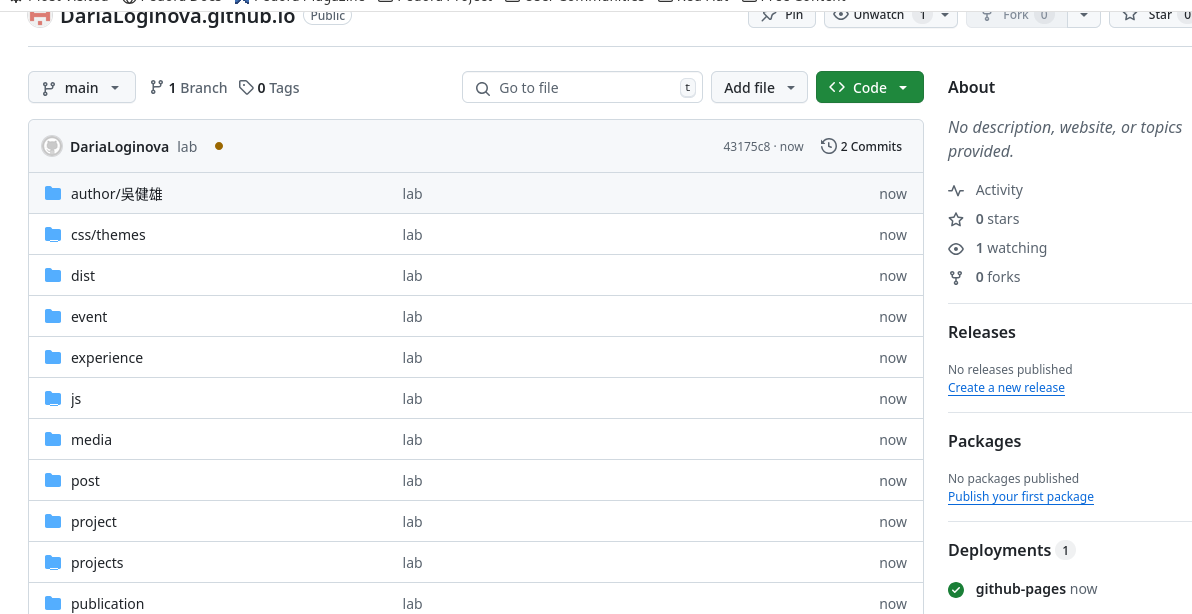 DariaLoginova.github.io Public
Pin Unwatch 1 Fork 0 Star 0
main 1 Branch 0 Tags Go to file t Add file Code
DariaLoginova lab 43175c8 · now 2 Commits
author/吳健雄 lab now
css/themes lab now
dist lab now
event lab now
experience lab now
js lab now
media lab now
post lab now
project lab now
projects lab now
publication lab now
About
No description, website, or topics
provided.
Activity
0 stars
1 watching
0 forks
Releases
No releases published
Create a new release
Packages
No packages published
Publish your first package
Deployments 1
github-pages now